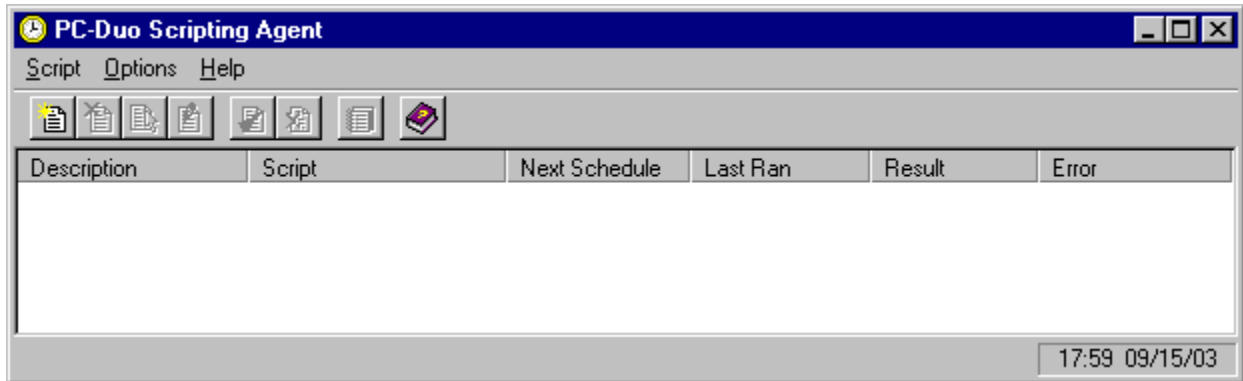 PC-Duo Scripting Agent
Script Options Help
Description Script Next Schedule Last Ran Result Error
17:59 09/15/03